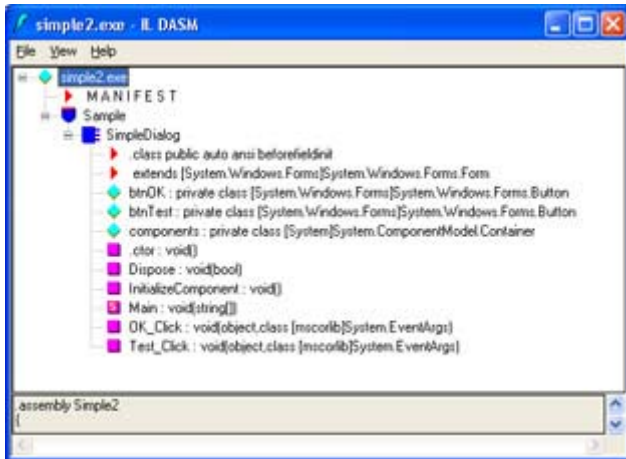 simple2.exe - IL DASM
File View Help
simple2.exe
MANIFEST
Sample
SimpleDialog
.class public auto ansi beforefieldinit
extends [System.Windows.Forms]System.Windows.Forms.Form
btnOK : private class [System.Windows.Forms]System.Windows.Forms.Button
btnTest : private class [System.Windows.Forms]System.Windows.Forms.Button
components : private class [System]System.ComponentModel.Container
.ctor : void()
Dispose : void(bool)
InitializeComponent : void()
S Main : void(string[])
OK_Click : void(object,class [mscorlib]System.EventArgs)
Test_Click : void(object,class [mscorlib]System.EventArgs)
.assembly Simple2
{